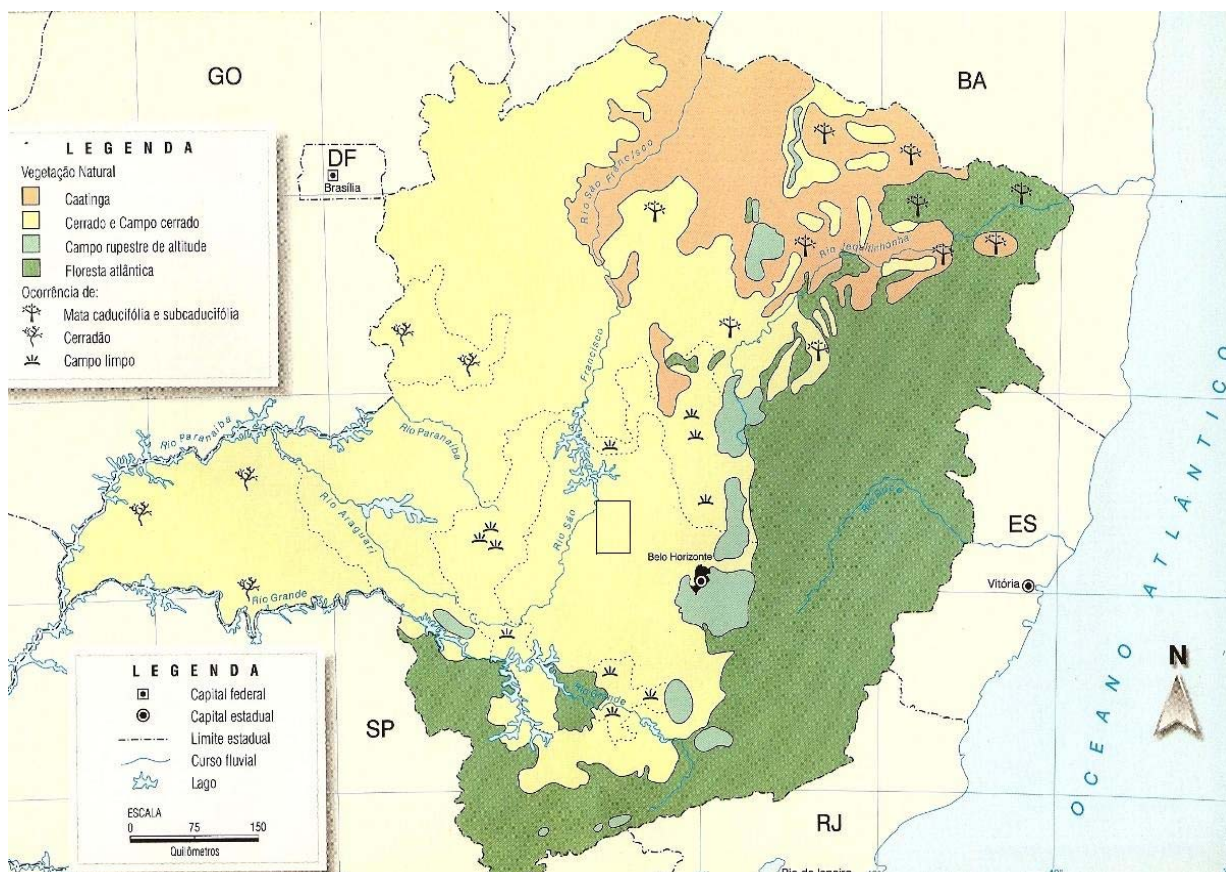 GO
BA
DF
Brasília
LEGENDA
Vegetação Natural
Caatinga
Cerrado e Campo cerrado
Campo rupestre de altitude
Floresta atlântica
Ocorrência de:
Mata caducifólia e subcaducifólia
Cerradão
Campo limpo
Rio São Francisco
Rio Jequitinhonha
Francisco
Rio Paranaíba
Rio Paranaíba
Rio Araguari
Rio São
Belo Horizonte
ES
Vitória
Rio Grande
Rio Grande
OCEANO ATLÂNTICO
N
SP
RJ
LEGENDA
Capital federal
Capital estadual
Limite estadual
Curso fluvial
Lago
ESCALA
0 75 150
Quilômetros